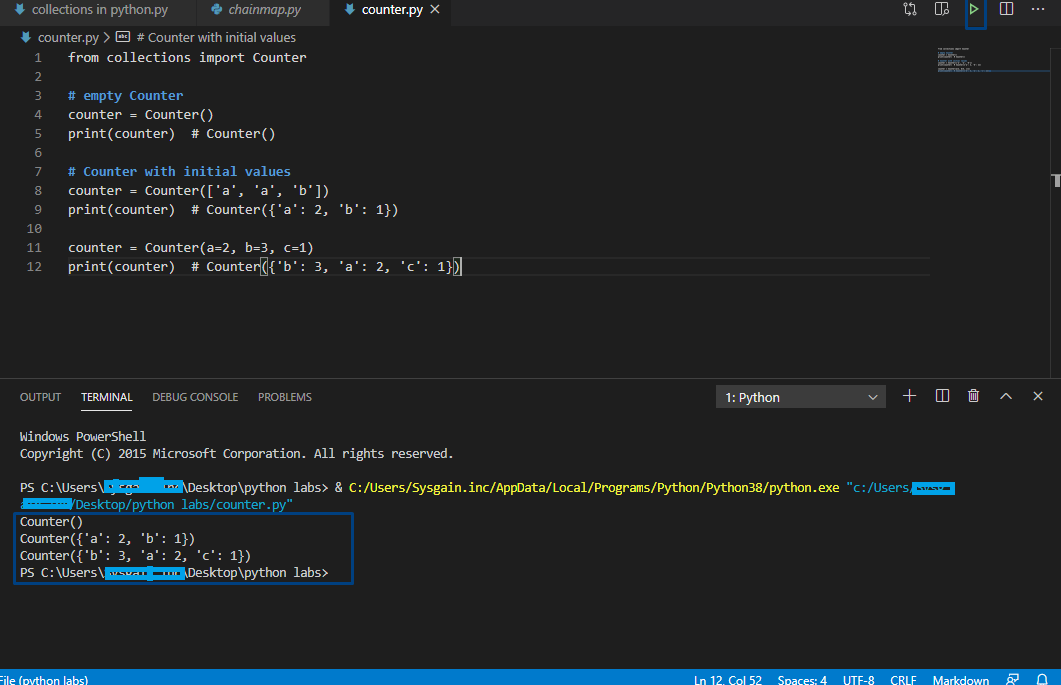 collections in python.py chainmap.py counter.py
counter.py > # Counter with initial values
1 from collections import Counter
2
3 # empty Counter
4 counter = Counter()
5 print(counter)  # Counter()
6
7 # Counter with initial values
8 counter = Counter(['a', 'a', 'b'])
9 print(counter)  # Counter({'a': 2, 'b': 1})
10
11 counter = Counter(a=2, b=3, c=1)
12 print(counter)  # Counter({'b': 3, 'a': 2, 'c': 1})
OUTPUT TERMINAL DEBUG CONSOLE PROBLEMS 1: Python
Windows PowerShell
Copyright (C) 2015 Microsoft Corporation. All rights reserved.
PS C:\Users\ \Desktop\python labs> & C:/Users/Sysgain.inc/AppData/Local/Programs/Python/Python38/python.exe "c:/Users/
/Desktop/python labs/counter.py"
Counter()
Counter({'a': 2, 'b': 1})
Counter({'b': 3, 'a': 2, 'c': 1})
PS C:\Users\ \Desktop\python labs>
File (python labs) Ln 12, Col 52 Spaces: 4 UTF-8 CRLF Markdown